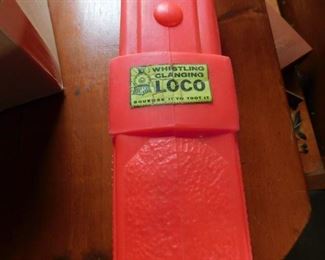 WHISTLING
CLANGING
LOCO
SQUEEZE IT TO TOOT IT